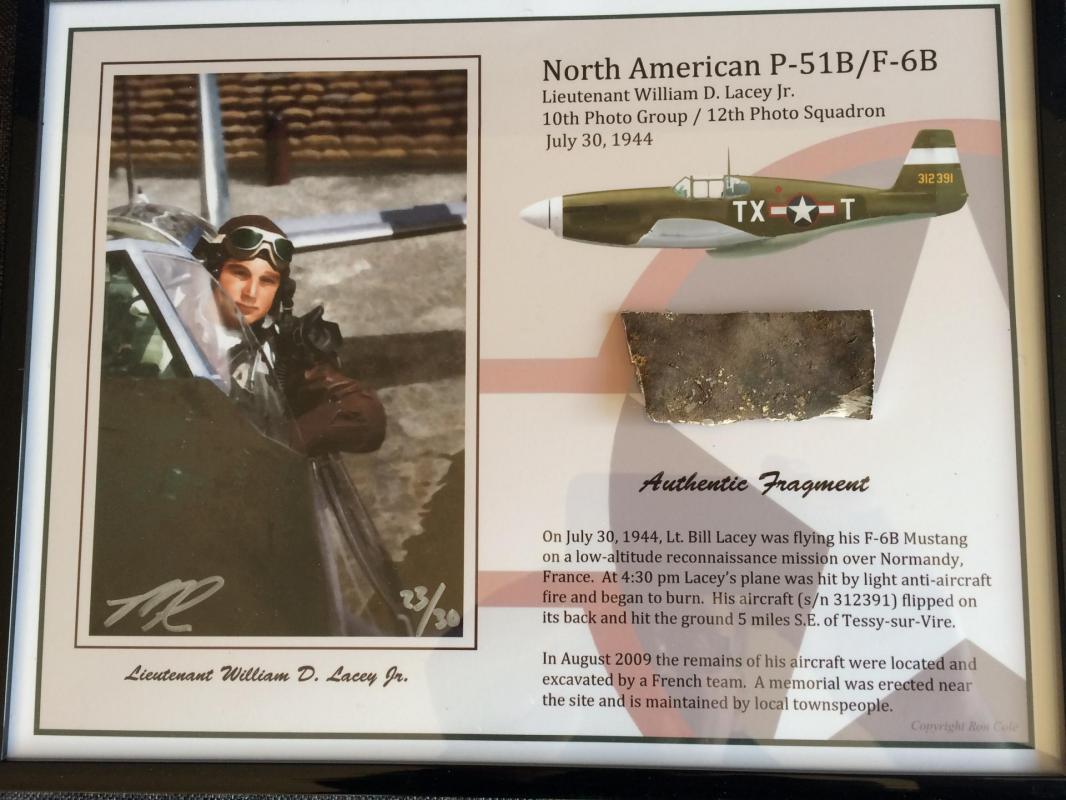 North American P-51B/F-6B
Lieutenant William D. Lacey Jr.
10th Photo Group / 12th Photo Squadron
July 30, 1944
312391
TX T
Authentic Fragment
On July 30, 1944, Lt. Bill Lacey was flying his F-6B Mustang
on a low-altitude reconnaissance mission over Normandy,
France. At 4:30 pm Lacey's plane was hit by light anti-aircraft
fire and began to burn. His aircraft (s/n 312391) flipped on
its back and hit the ground 5 miles S.E. of Tessy-sur-Vire.
In August 2009 the remains of his aircraft were located and
excavated by a French team. A memorial was erected near
the site and is maintained by local townspeople.
Copyright Ron Cole
23/30
Lieutenant William D. Lacey Jr.